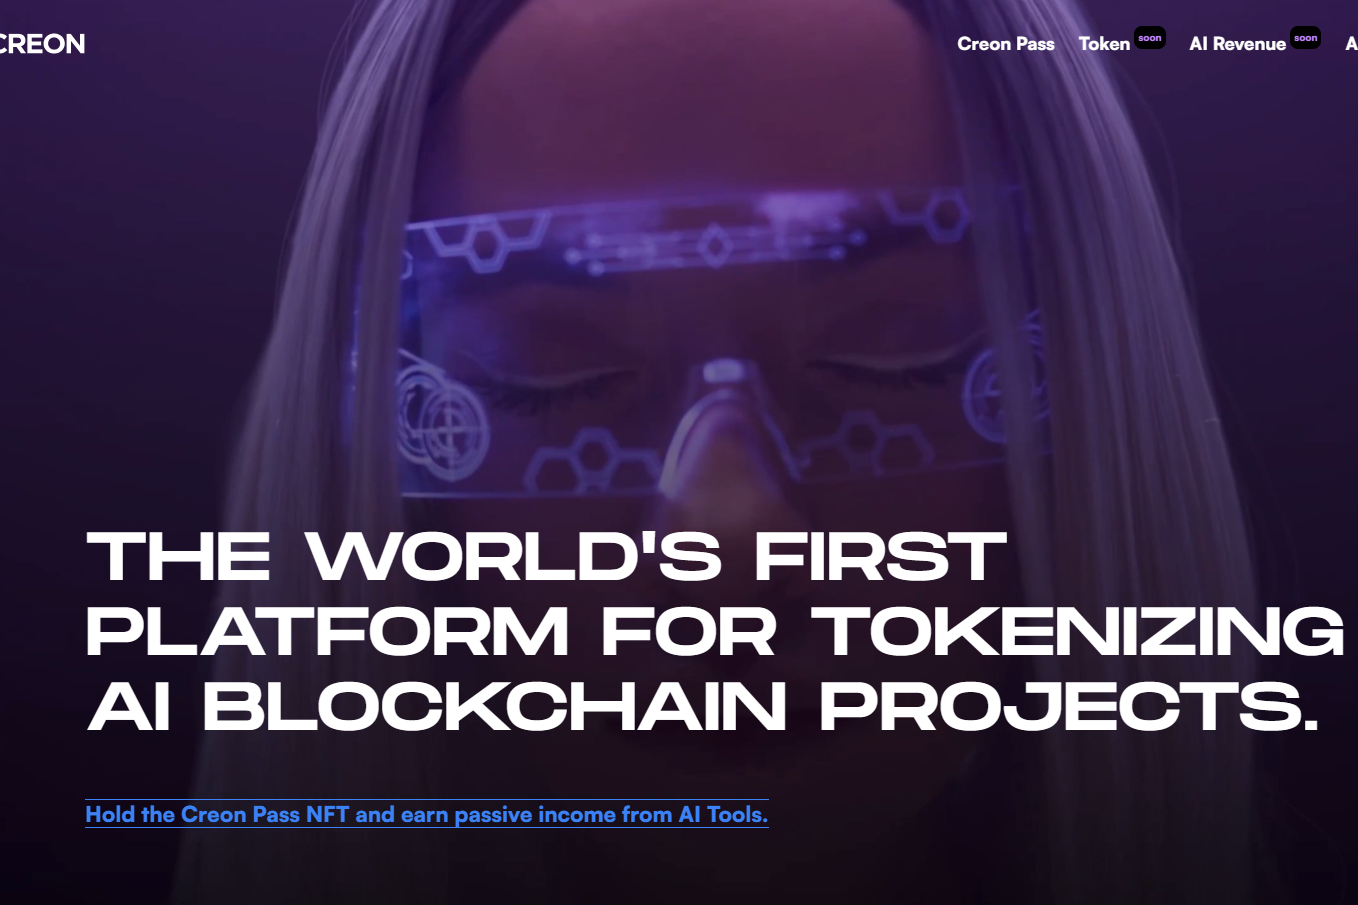 CREON
Creon Pass Token soon AI Revenue soon A
THE WORLD'S FIRST
PLATFORM FOR TOKENIZING
AI BLOCKCHAIN PROJECTS.
Hold the Creon Pass NFT and earn passive income from AI Tools.